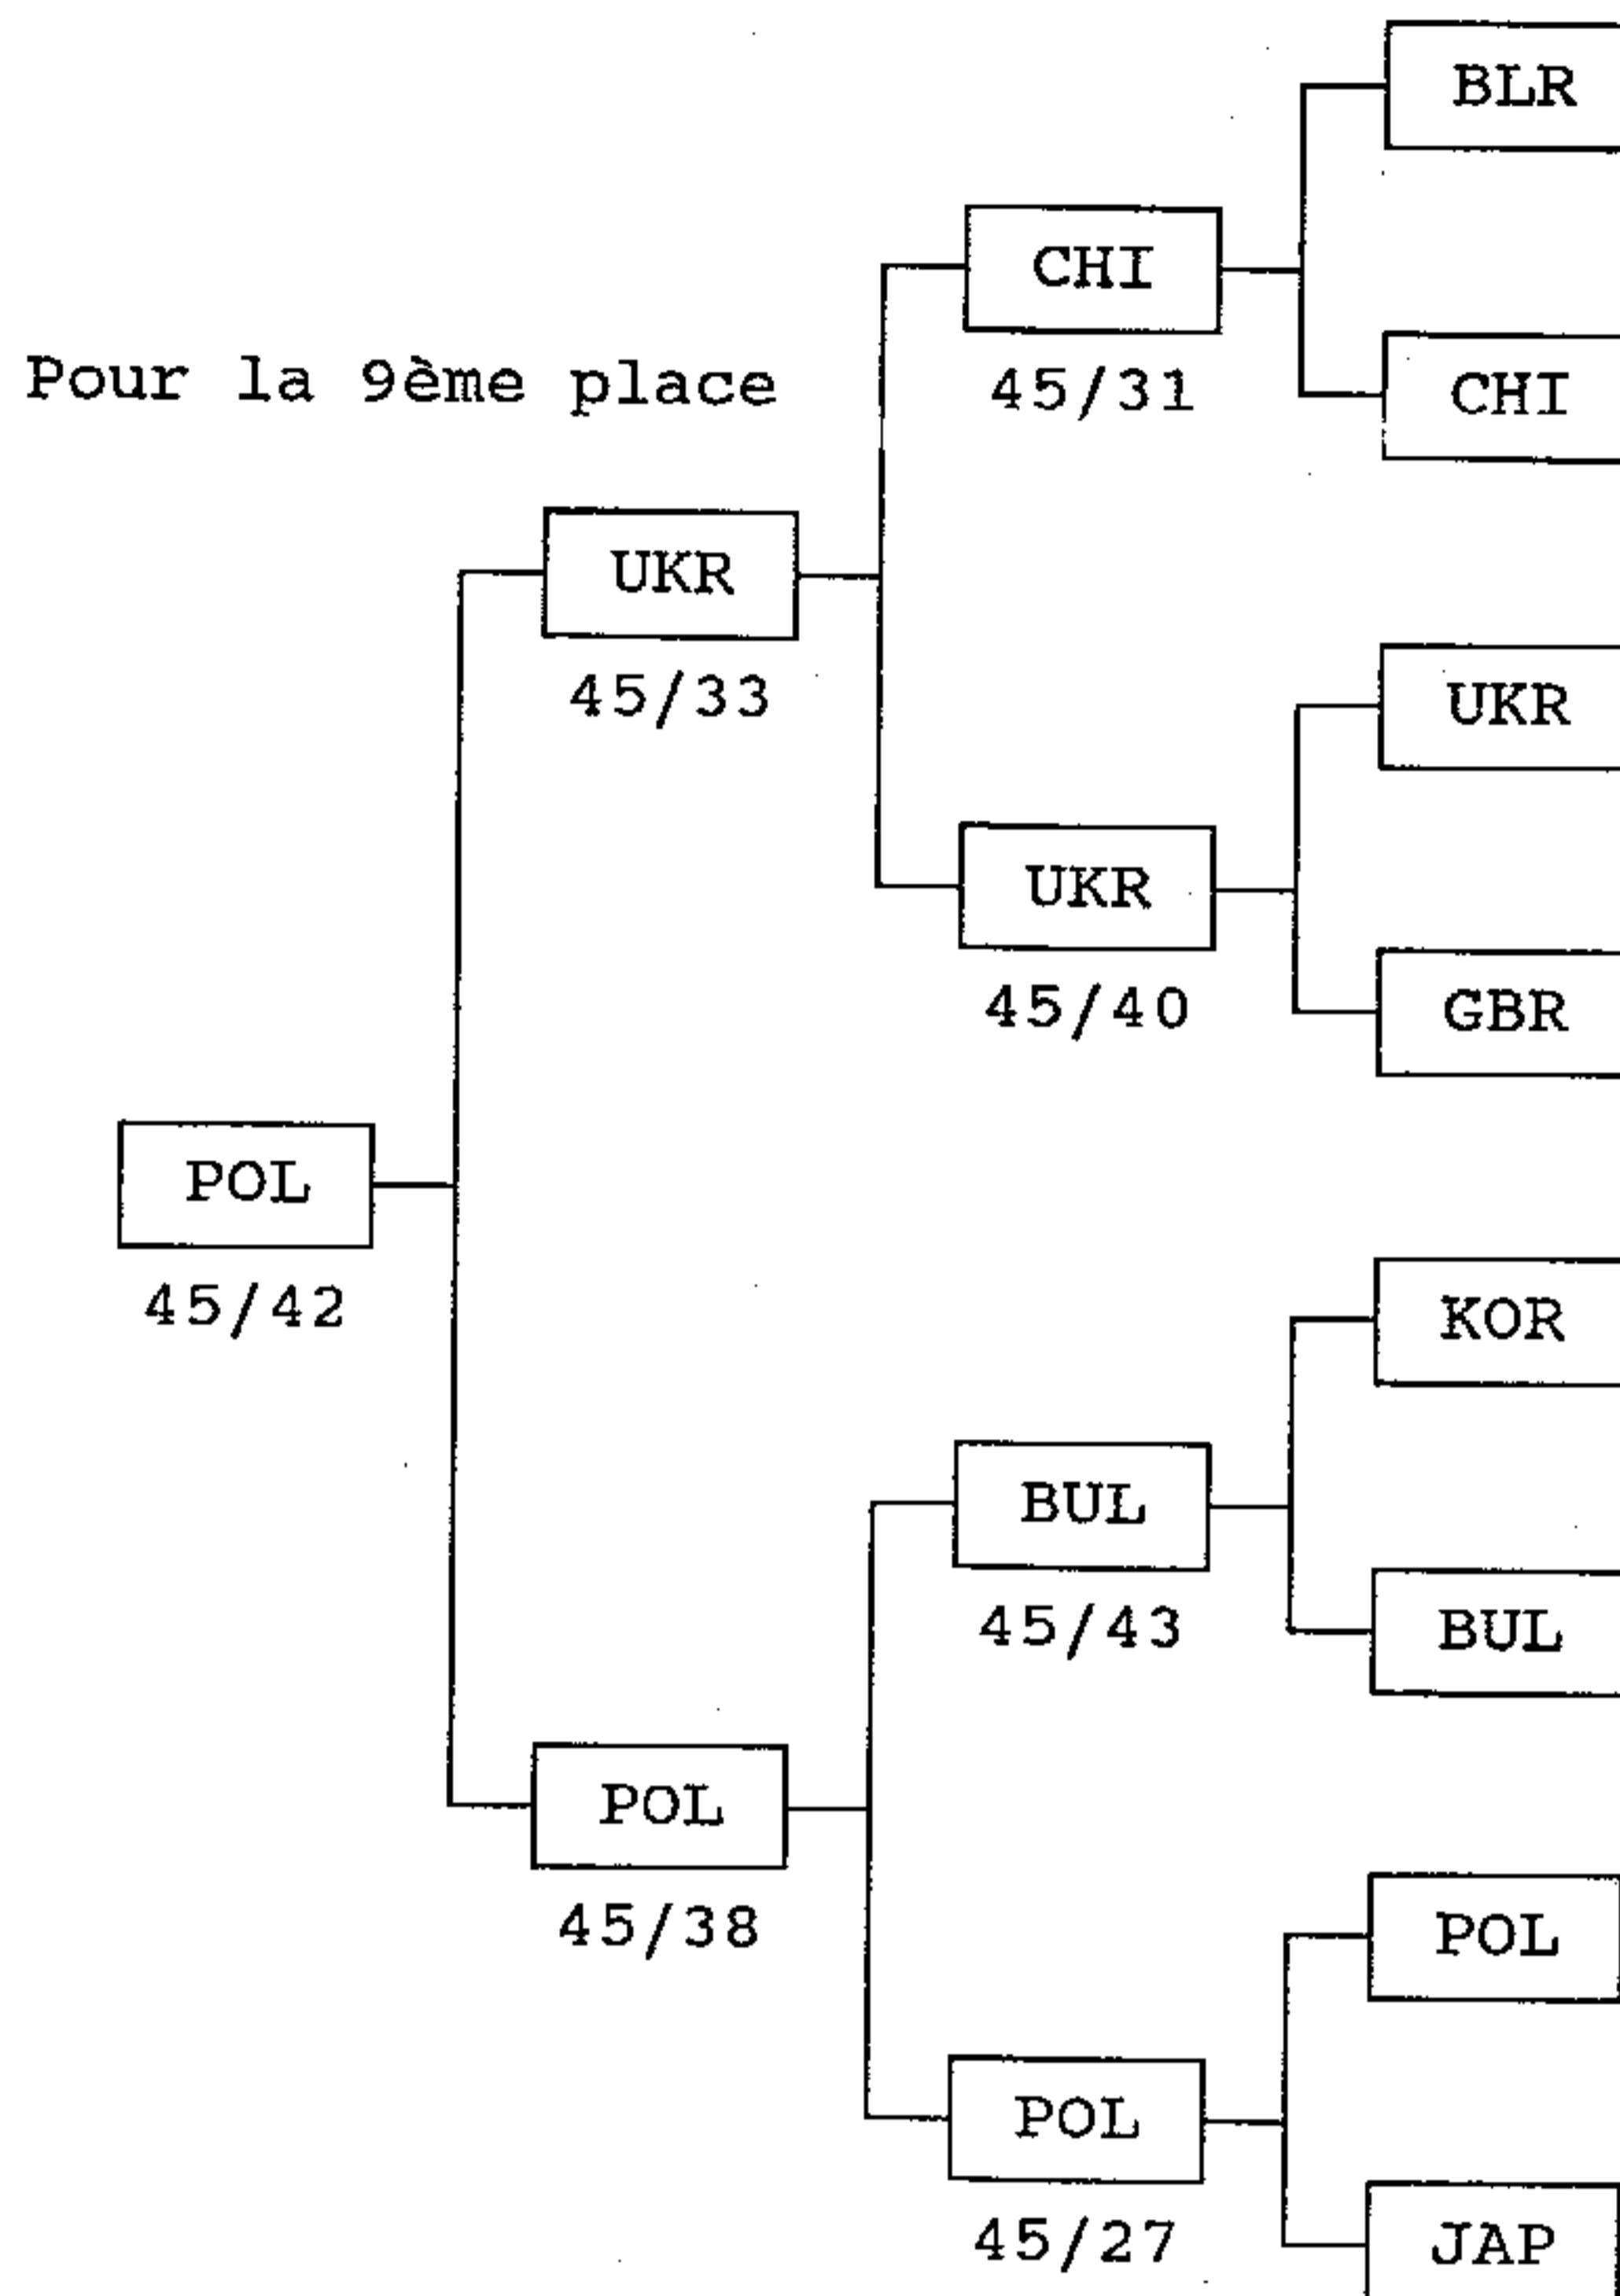 BLR
CHI
Pour la 9ème place
45/31
CHI
UKR
45/33
UKR
UKR
45/40
GBR
POL
45/42
KOR
BUL
45/43
BUL
POL
45/38
POL
POL
45/27
JAP